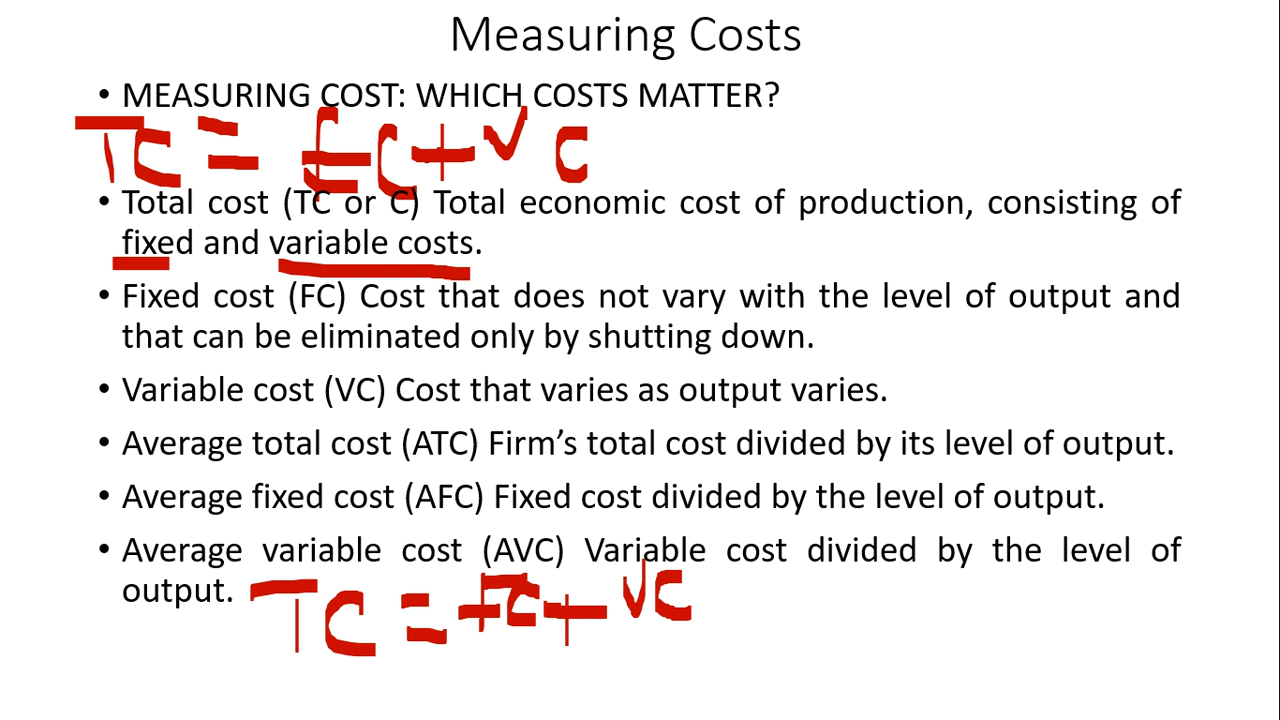 Measuring Costs
• MEASURING COST: WHICH COSTS MATTER?
TC = FC + VC
• Total cost (TC or C) Total economic cost of production, consisting of
fixed and variable costs.
• Fixed cost (FC) Cost that does not vary with the level of output and
that can be eliminated only by shutting down.
• Variable cost (VC) Cost that varies as output varies.
• Average total cost (ATC) Firm's total cost divided by its level of output.
• Average fixed cost (AFC) Fixed cost divided by the level of output.
• Average variable cost (AVC) Variable cost divided by the level of
output.
TC = FC + VC